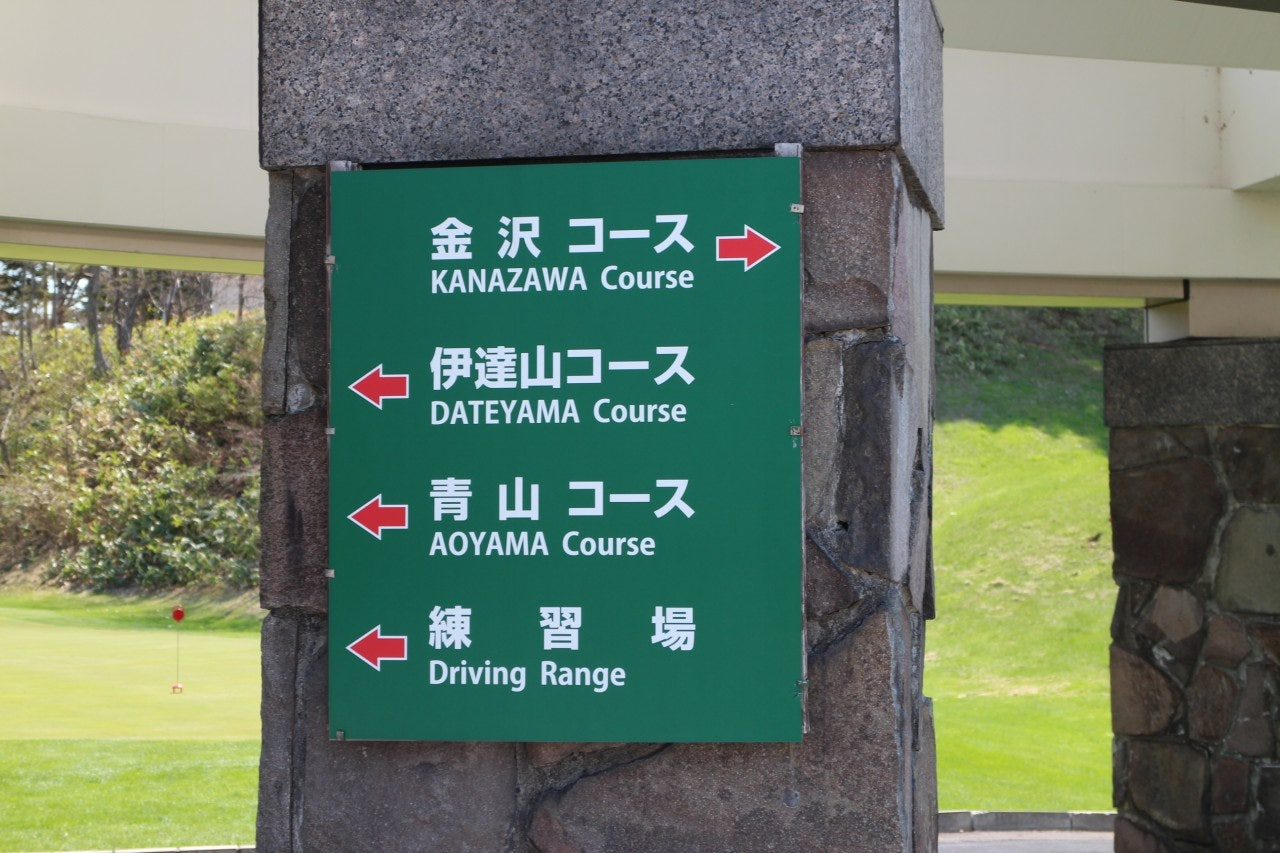 金沢 コース
KANAZAWA Course
伊達山コース
DATEYAMA Course
青山 コース
AOYAMA Course
練習場
Driving Range